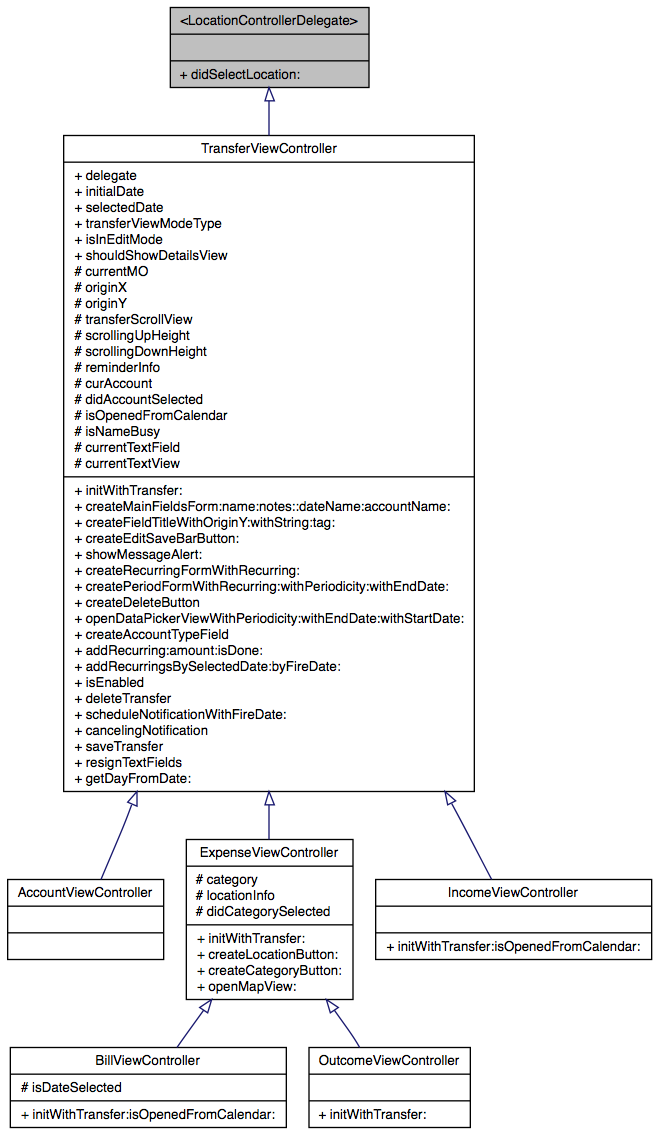 <LocationControllerDelegate>
+ didSelectLocation:
TransferViewController
+ delegate
+ initialDate
+ selectedDate
+ transferViewModeType
+ isInEditMode
+ shouldShowDetailsView
# currentMO
# originX
# originY
# transferScrollView
# scrollingUpHeight
# scrollingDownHeight
# reminderInfo
# curAccount
# didAccountSelected
# isOpenedFromCalendar
# isNameBusy
# currentTextField
# currentTextView
+ initWithTransfer:
+ createMainFieldsForm:name:notes::dateName:accountName:
+ createFieldTitleWithOriginY:withString:tag:
+ createEditSaveBarButton:
+ showMessageAlert:
+ createRecurringFormWithRecurring:
+ createPeriodFormWithRecurring:withPeriodicity:withEndDate:
+ createDeleteButton
+ openDataPickerViewWithPeriodicity:withEndDate:withStartDate:
+ createAccountTypeField
+ addRecurring:amount:isDone:
+ addRecurringsBySelectedDate:byFireDate:
+ isEnabled
+ deleteTransfer
+ scheduleNotificationWithFireDate:
+ cancelingNotification
+ saveTransfer
+ resignTextFields
+ getDayFromDate:
AccountViewController
ExpenseViewController
# category
# locationInfo
# didCategorySelected
+ initWithTransfer:
+ createLocationButton:
+ createCategoryButton:
+ openMapView:
IncomeViewController
+ initWithTransfer:isOpenedFromCalendar:
BillViewController
# isDateSelected
+ initWithTransfer:isOpenedFromCalendar:
OutcomeViewController
+ initWithTransfer: